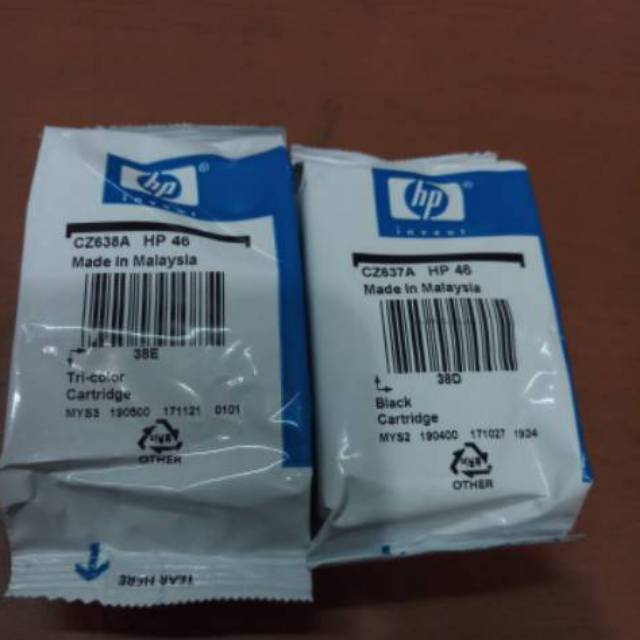 hp
invent
CZ638A HP 46
Made In Malaysia
38E
Tri-color
Cartridge
MYS3 190500 171121 0101
OTHER
TEAR HERE
hp
invent
CZ637A HP 46
Made In Malaysia
38D
Black
Cartridge
MYS2 190400 171027 1924
OTHER